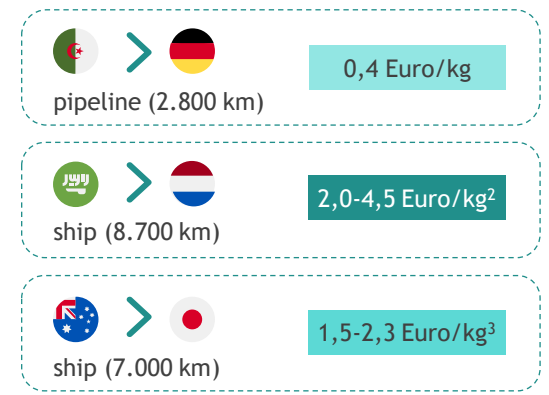 0,4 Euro/kg
pipeline (2.800 km)
2,0-4,5 Euro/kg²
ship (8.700 km)
1,5-2,3 Euro/kg³
ship (7.000 km)